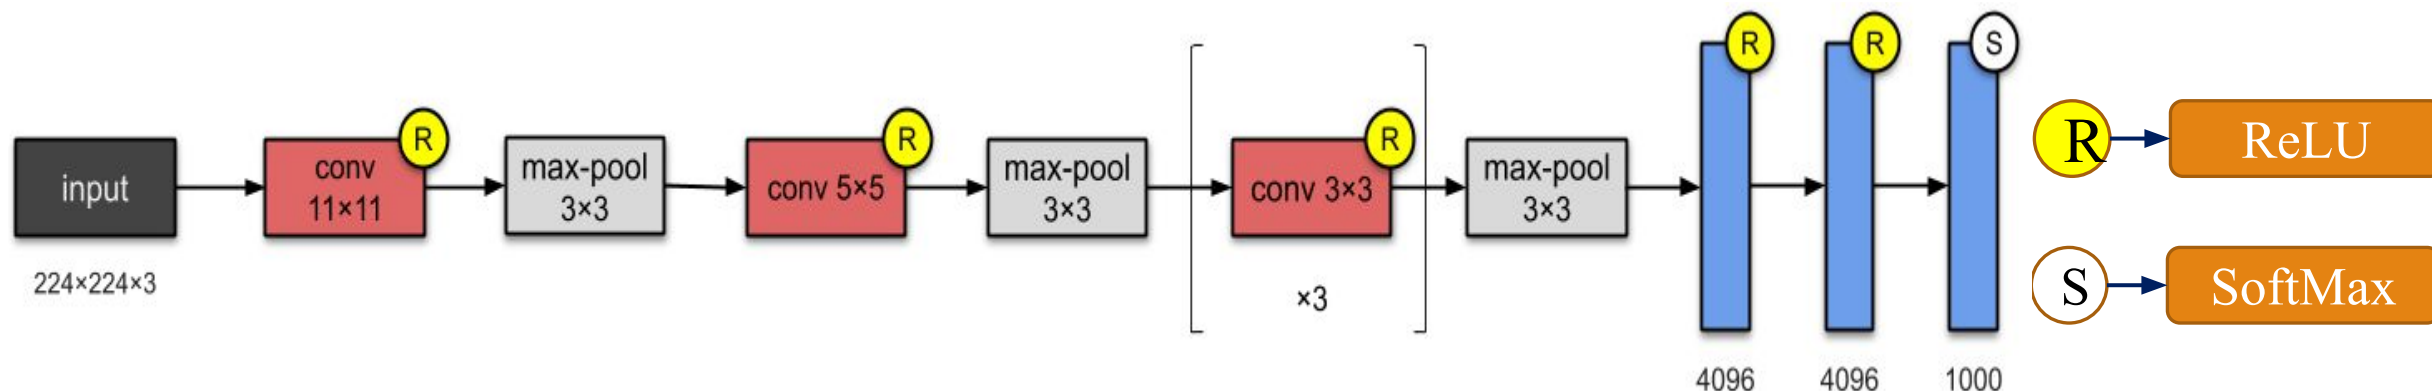 input
224×224×3
conv
11×11
R
max-pool
3×3
conv 5×5
R
max-pool
3×3
conv 3×3
R
×3
max-pool
3×3
R
4096
R
4096
S
1000
R
ReLU
S
SoftMax